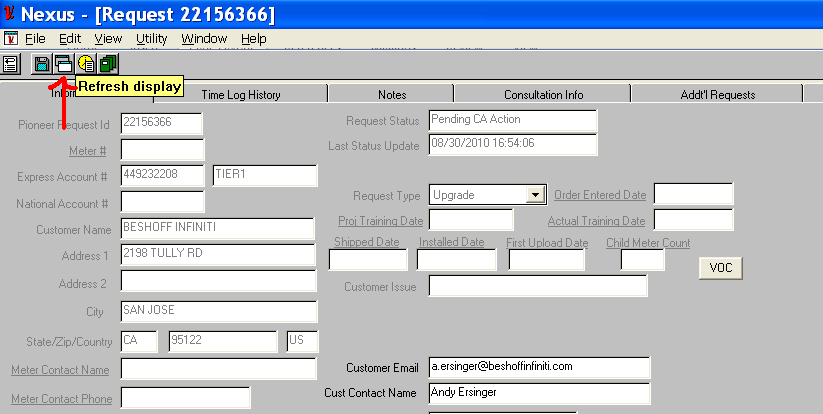 Nexus - [Request 22156366]
File Edit View Utility Window Help
Refresh display
Time Log History Notes Consultation Info Addt'l Requests
Pioneer Request Id 22156366 Request Status Pending CA Action
Meter # Last Status Update 08/30/2010 16:54:06
Express Account # 449232208 TIER1
Request Type Upgrade Order Entered Date
National Account #
Proj Training Date Actual Training Date
Customer Name BESHOFF INFINITI
Shipped Date Installed Date First Upload Date Child Meter Count
Address 1 2198 TULLY RD
VOC
Address 2
Customer Issue
City SAN JOSE
State/Zip/Country CA 95122 US
Meter Contact Name Customer Email a.ersinger@beshoffinfiniti.com
Meter Contact Phone Cust Contact Name Andy Ersinger